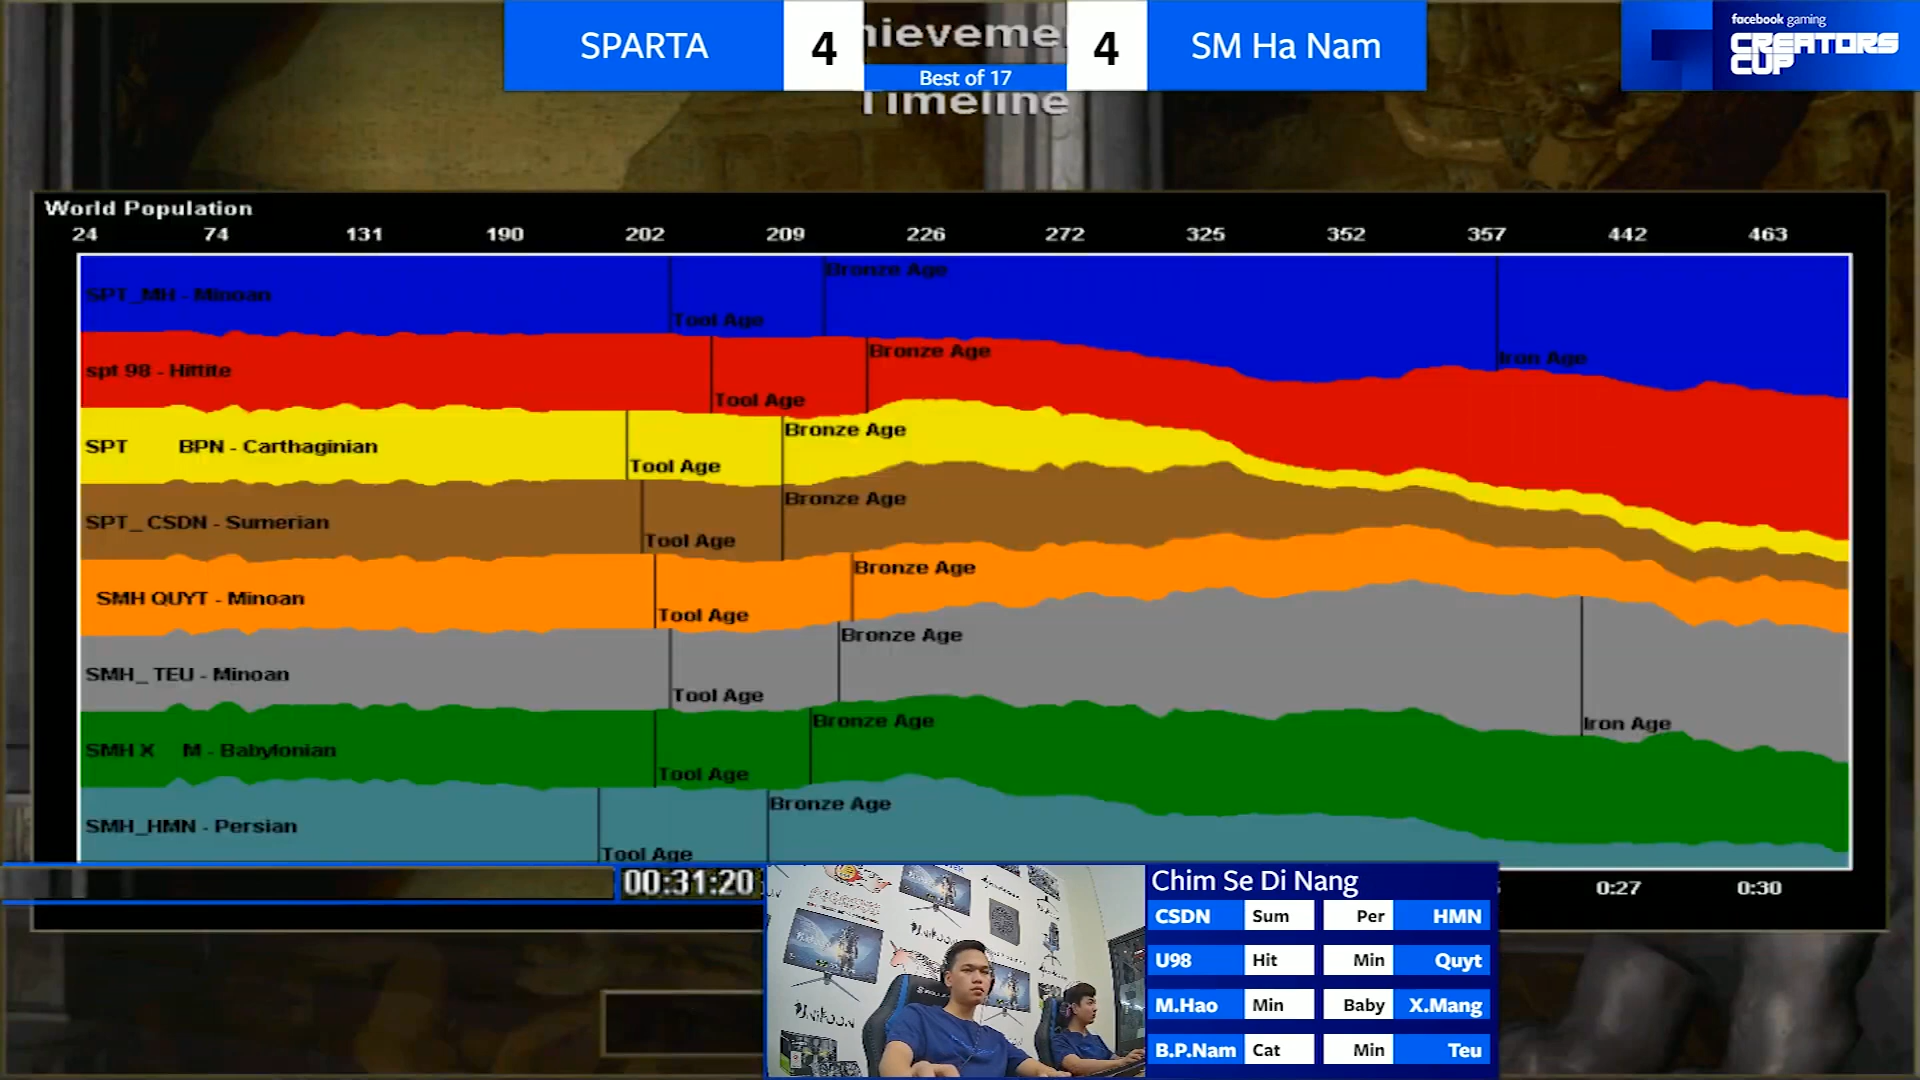 SPARTA 4 4 SM Ha Nam
Best of 17
facebook gaming
CREATORS
CUP
Timeline
World Population
24 74 131 190 202 209 226 272 325 352 357 442 463
SPT_MH - Minoan
Tool Age
Bronze Age
Iron Age
spt 98 - Hittite
Tool Age
Bronze Age
SPT BPN - Carthaginian
Tool Age
Bronze Age
SPT_ CSDN - Sumerian
Tool Age
Bronze Age
SMH QUYT - Minoan
Tool Age
Bronze Age
SMH_ TEU - Minoan
Tool Age
Bronze Age
Iron Age
SMH X M - Babylonian
Tool Age
Bronze Age
SMH_HMN - Persian
Tool Age
Bronze Age
00:31:20
0:27 0:30
Chim Se Di Nang
CSDN Sum Per HMN
U98 Hit Min Quyt
M.Hao Min Baby X.Mang
B.P.Nam Cat Min Teu